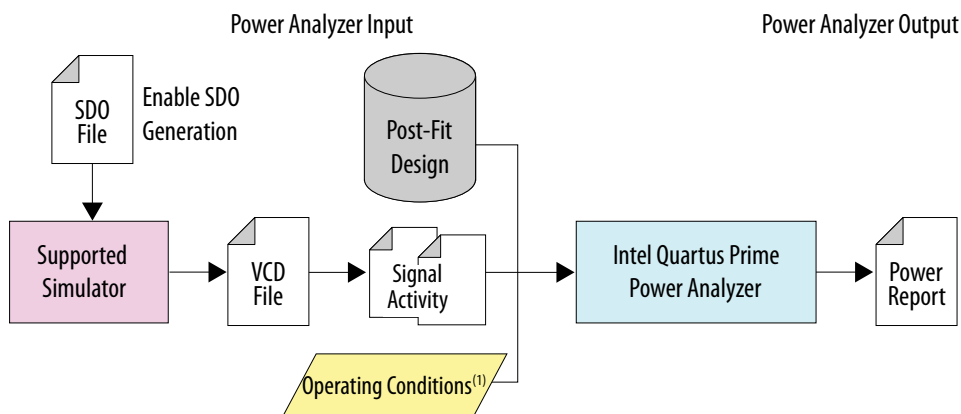 Power Analyzer Input
Power Analyzer Output
SDO
File
Enable SDO
Generation
Post-Fit
Design
Supported
Simulator
VCD
File
Signal
Activity
Intel Quartus Prime
Power Analyzer
Power
Report
Operating Conditions(1)